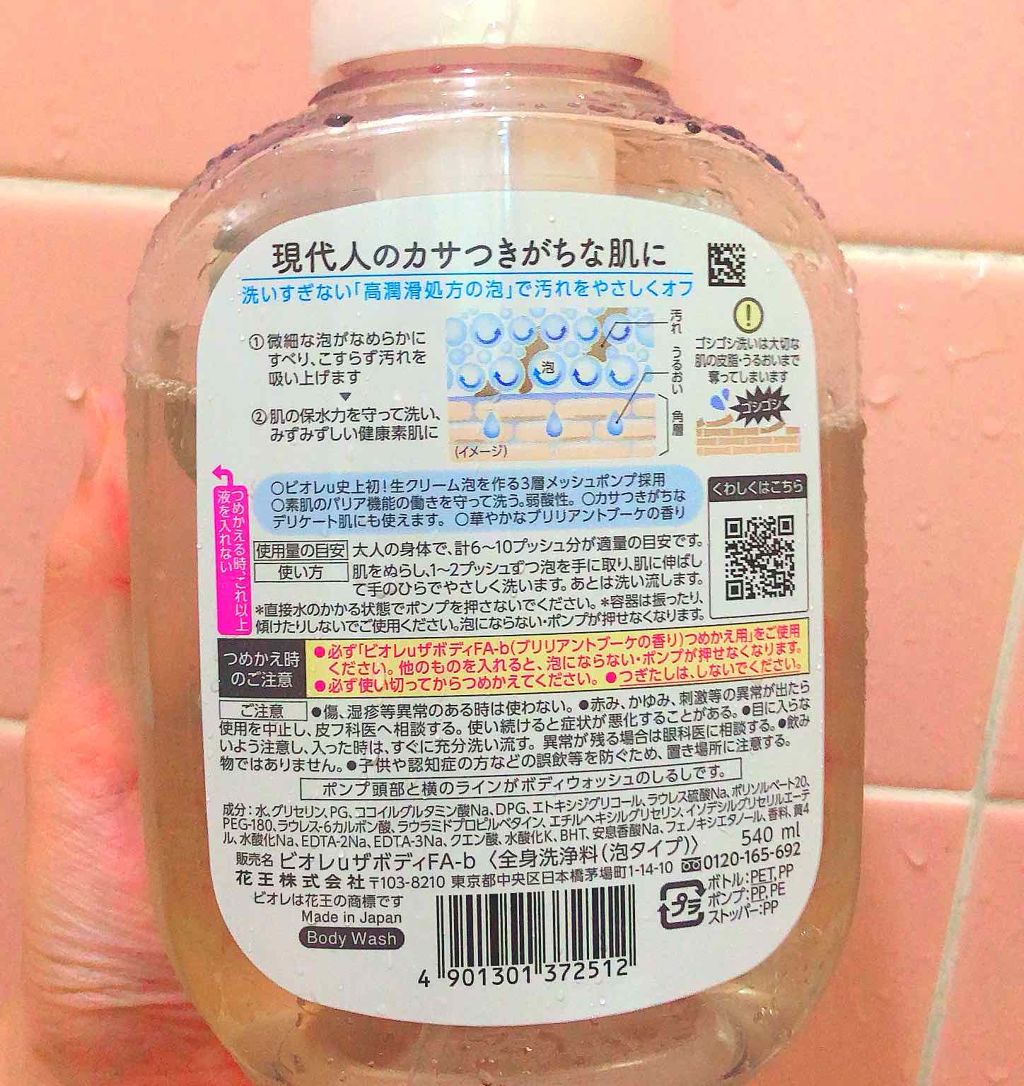 現代人のカサつきがちな肌に
洗いすぎない「高潤滑処方の泡」で汚れをやさしくオフ
①微細な泡がなめらかに
すべり、こすらず汚れを
吸い上げます
②肌の保水力を守って洗い、
みずみずしい健康素肌に
泡
汚れ
うるおい
角層
(イメージ)
!
ゴシゴシ洗いは大切な
肌の皮脂・うるおいまで
奪ってしまいます
ゴシゴシ
○ビオレu史上初!生クリーム泡を作る3層メッシュポンプ採用
○素肌のバリア機能の働きを守って洗う。弱酸性。○カサつきがちな
デリケート肌にも使えます。○華やかなブリリアントブーケの香り
くわしくはこちら
つめかえる時、これ以上
液を入れない
使用量の目安 大人の身体で、計6〜10プッシュ分が適量の目安です。
使い方 肌をぬらし、1〜2プッシュずつ泡を手に取り、肌に伸ばし
て手のひらでやさしく洗います。あとは洗い流します。
*直接水のかかる状態でポンプを押さないでください。*容器は振ったり、
傾けたりしないでご使用ください。泡にならない・ポンプが押せなくなります。
つめかえ時
のご注意
●必ず「ビオレuザボディFA-b(ブリリアントブーケの香り)つめかえ用」をご使用
ください。他のものを入れると、泡にならない・ポンプが押せなくなります。
●必ず使い切ってからつめかえてください。●つぎたしは、しないでください。
ご注意 ●傷、湿疹等異常のある時は使わない。●赤み、かゆみ、刺激等の異常が出たら
使用を中止し、皮フ科医へ相談する。使い続けると症状が悪化することがある。●目に入らな
いよう注意し、入った時は、すぐに充分洗い流す。異常が残る場合は眼科医に相談する。●飲み
物ではありません。●子供や認知症の方などの誤飲等を防ぐため、置き場所に注意する。
ポンプ頭部と横のラインがボディウォッシュのしるしです。
成分:水、グリセリン、PG、ココイルグルタミン酸Na、DPG、エトキシジグリコール、ラウレス硫酸Na、ポリソルベート20、
PEG-180、ラウレス-6カルボン酸、ラウラミドプロピルベタイン、エチルヘキシルグリセリン、イソデシルグリセリルエーテ
ル、水酸化Na、EDTA-2Na、EDTA-3Na、クエン酸、水酸化K、BHT、安息香酸Na、フェノキシエタノール、香料、黄4
540 ml
販売名 ビオレuザボディFA-b〈全身洗浄料(泡タイプ)〉
花王株式会社 〒103-8210 東京都中央区日本橋茅場町1-14-10 0120-165-692
ビオレは花王の商標です
Made in Japan
Body Wash
4 901301 372512
プラ
ボトル:PET,PP
ポンプ:PP,PE
ストッパー:PP